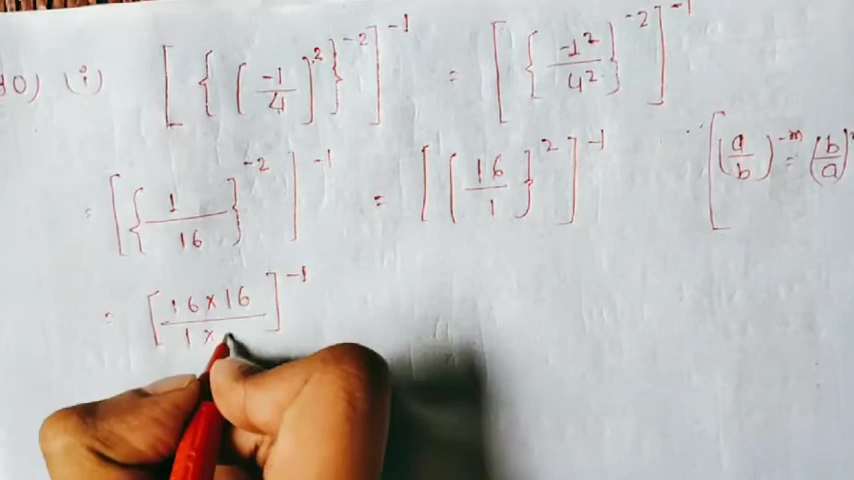 10) (i) [ { ( -1/4 ]^2 }^-2 ]^-1 = [ { -1^2/4^2 }^-2 ]^-1
= [ { 1/16 }^-2 ]^-1 = [ { 16/1 }^2 ]^-1 ∵ [ (a/b)^-m = (b/a)
= [ 16×16/1× ]^-1